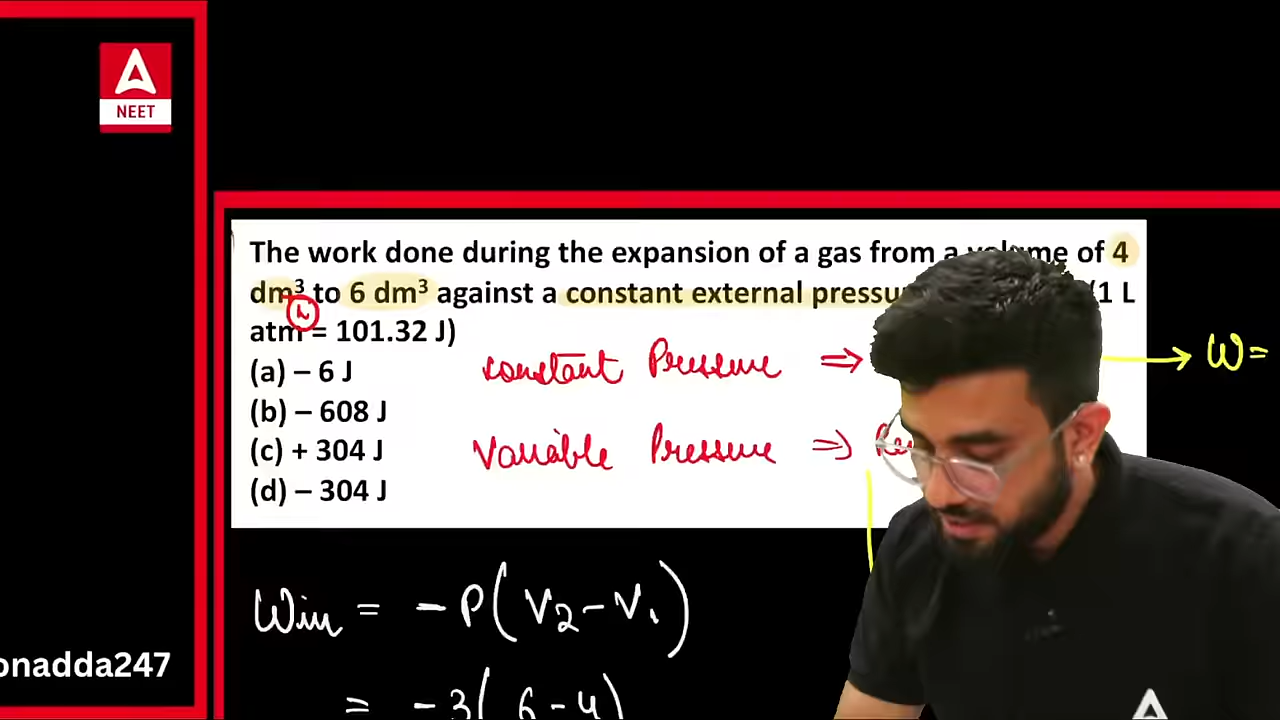 NEET
The work done during the expansion of a gas from a volume of 4
dm³ to 6 dm³ against a constant external (1 L
atm = 101.32 J)
(a) – 6 J
(b) – 608 J
(c) + 304 J
(d) – 304 J
constant Pressure ⇒
→ W =
Variable Pressure ⇒
Win = - P(V2 - V1)
= - 3(6 - 4)
onadda247